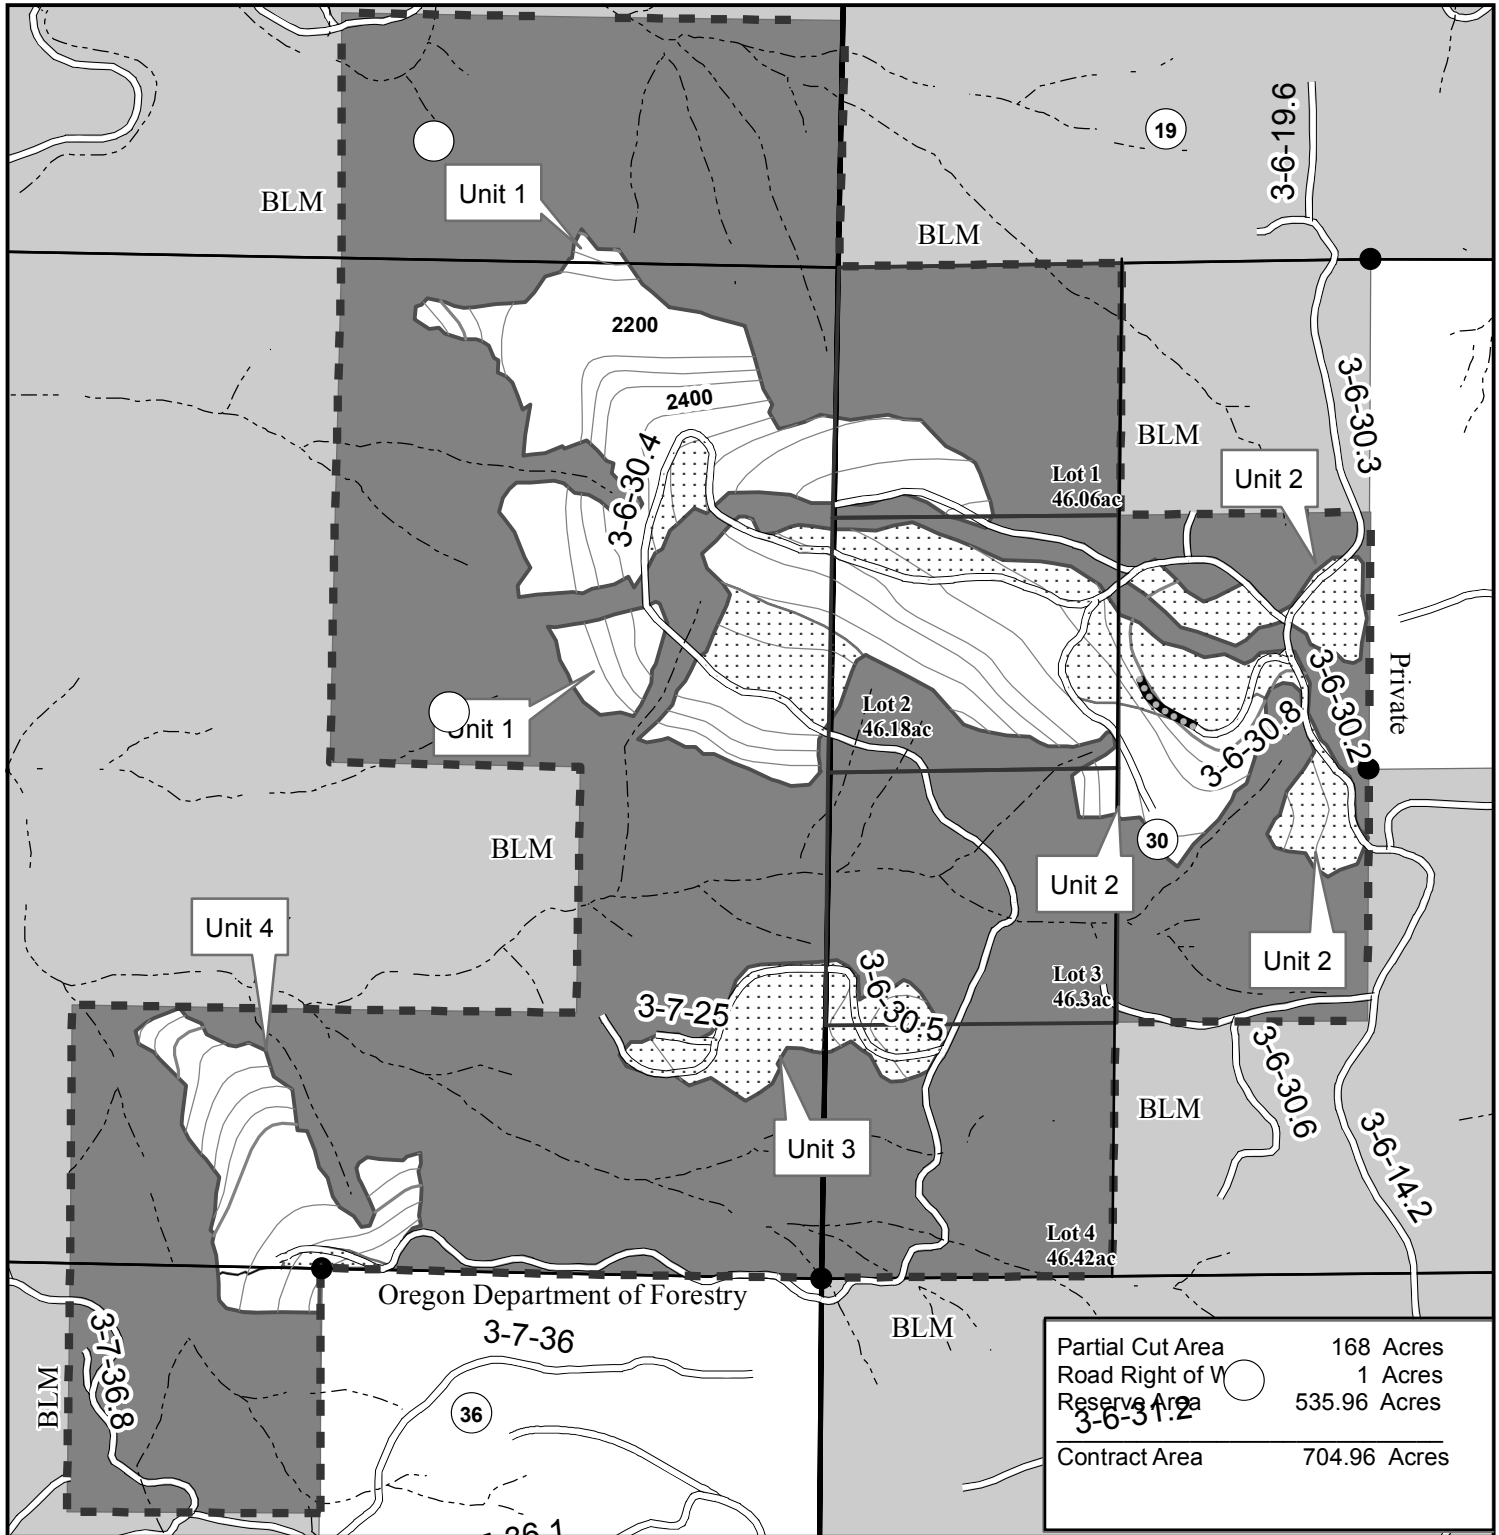 19
3-6-19.6
Unit 1
BLM
BLM
2200
2400
3-6-30.3
BLM
3-6-30.4
Lot 1
46.06ac
Unit 2
Private
3-6-30.2
Lot 2
46.18ac
Unit 1
3-6-30.8
30
BLM
Unit 2
Unit 4
Unit 2
3-6-30.5
Lot 3
46.3ac
3-7-25
3-6-30.6
BLM
3-6-14.2
Unit 3
Lot 4
46.42ac
Oregon Department of Forestry
BLM
3-7-36
3-7-36.8
BLM
36
Partial Cut Area 168 Acres
Road Right of W 1 Acres
Reserve Area 535.96 Acres
3-6-31.2
Contract Area 704.96 Acres